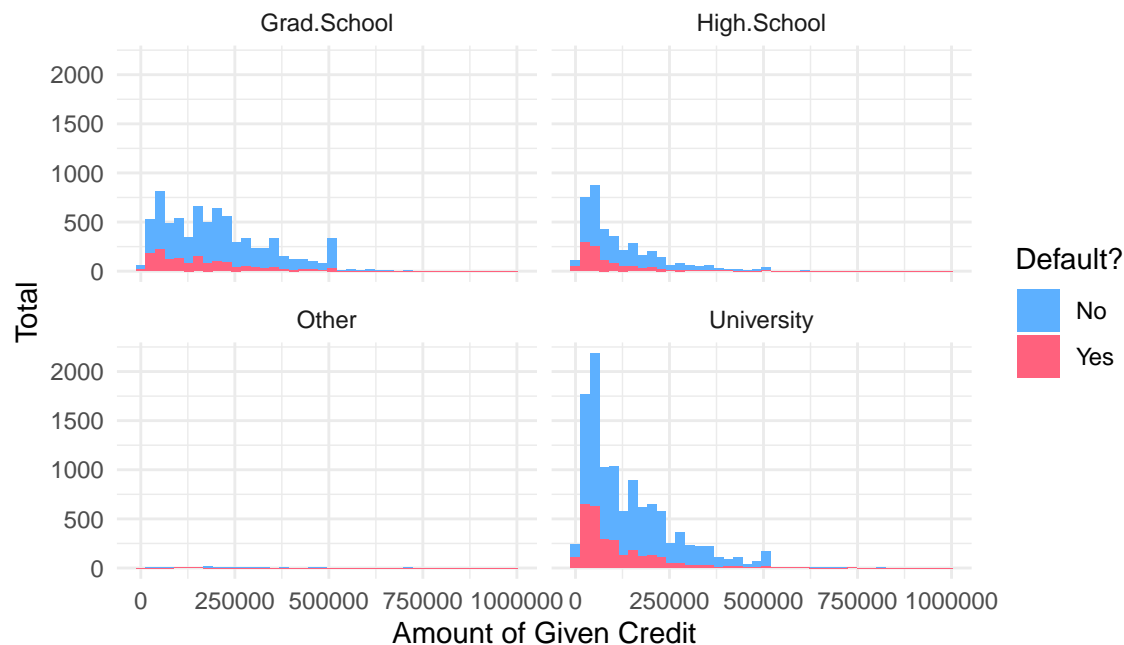 Grad.School
High.School
2000
1500
1000
500
0
Other
University
2000
1500
1000
500
0
0 250000 500000 750000 1000000 0 250000 500000 750000 1000000
Amount of Given Credit
Total
Default?
No
Yes